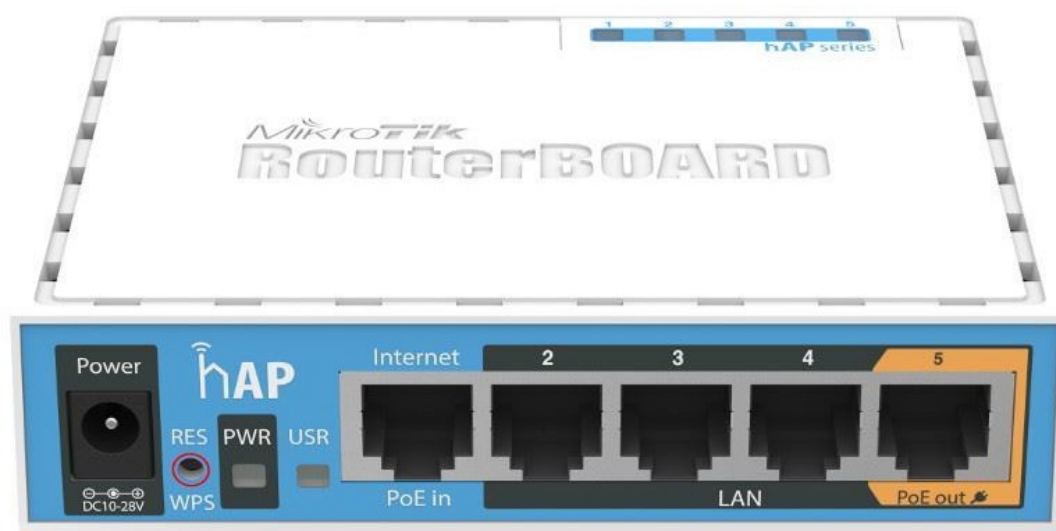 1 2 3 4 5
hAP series
MikroTik
RouterBOARD
Power
hAP
Internet
2 3 4 5
RES PWR USR
WPS
DC10-28V
PoE in
LAN
PoE out